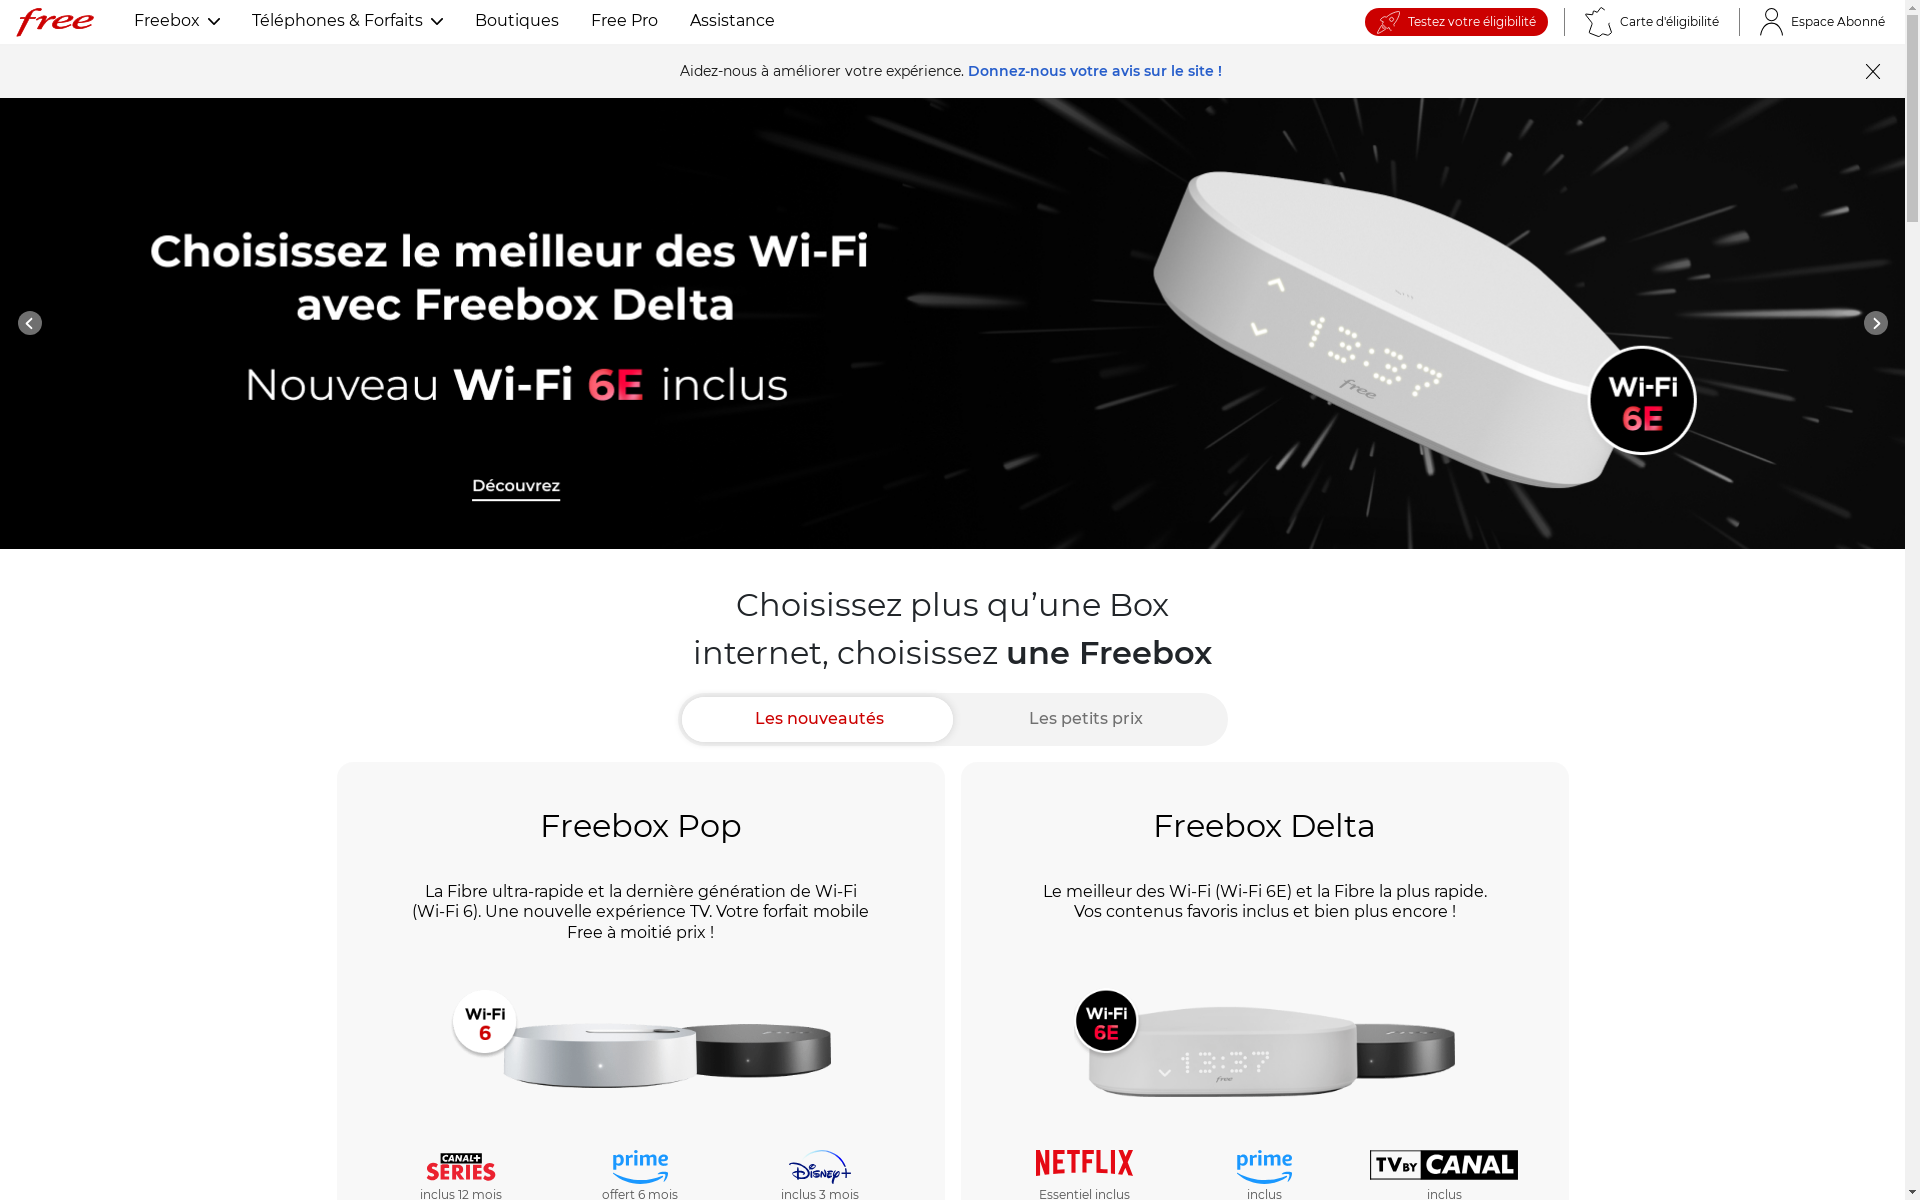 free
Freebox
Téléphones & Forfaits
Boutiques
Free Pro
Assistance
Testez votre éligibilité
Carte d'éligibilité
Espace Abonné
Aidez-nous à améliorer votre expérience. Donnez-nous votre avis sur le site !
Choisissez le meilleur des Wi-Fi
avec Freebox Delta
Nouveau Wi-Fi 6E inclus
Découvrez
13:37
free
Wi-Fi
6E
Choisissez plus qu’une Box
internet, choisissez une Freebox
Les nouveautés
Les petits prix
Freebox Pop
La Fibre ultra-rapide et la dernière génération de Wi-Fi
(Wi-Fi 6). Une nouvelle expérience TV. Votre forfait mobile
Free à moitié prix !
Wi-Fi
6
CANAL+
SERIES
inclus 12 mois
prime
offert 6 mois
Disney+
inclus 3 mois
Freebox Delta
Le meilleur des Wi-Fi (Wi-Fi 6E) et la Fibre la plus rapide.
Vos contenus favoris inclus et bien plus encore !
Wi-Fi
6E
13:37
free
NETFLIX
Essentiel inclus
prime
inclus
TV BY CANAL
inclus